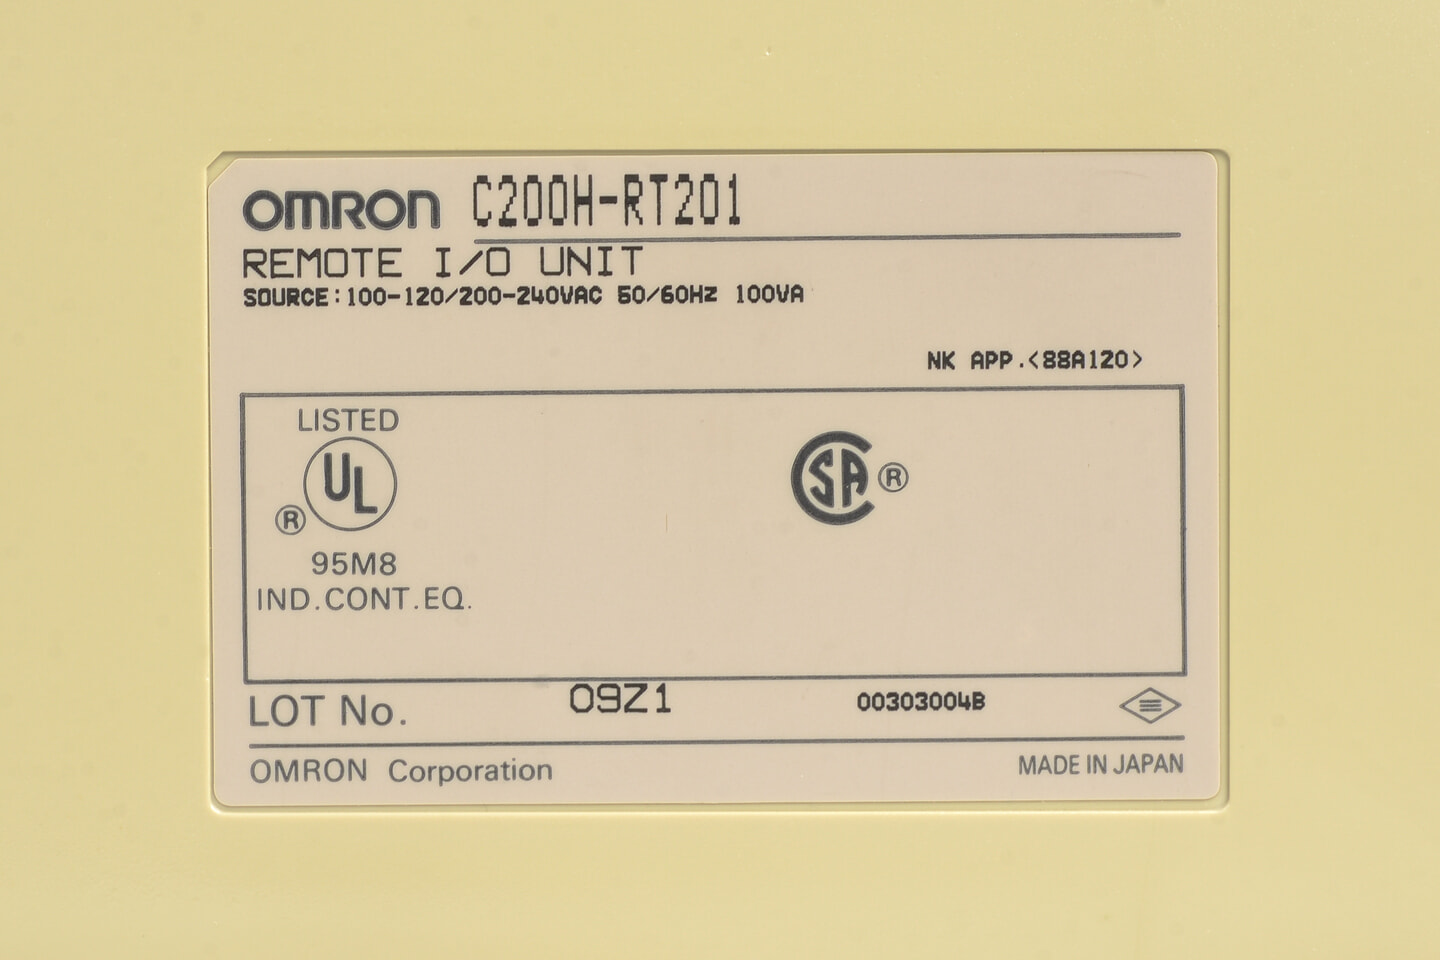 OMRON C200H-RT201
REMOTE I/O UNIT
SOURCE:100-120/200-240VAC 50/60Hz 100VA
NK APP.<88A120>
LISTED
UL
®
CSA ®
95M8
IND.CONT.EQ.
LOT No. 09Z1 00303004B
OMRON Corporation MADE IN JAPAN